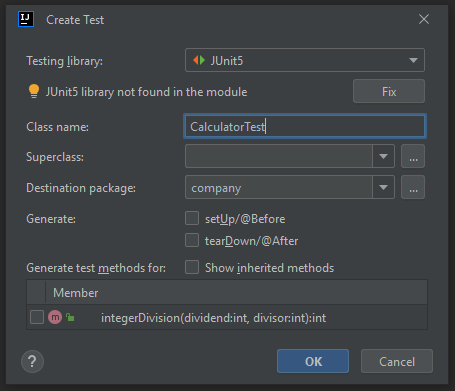 IJ Create Test
Testing library: JUnit5
JUnit5 library not found in the module Fix
Class name: CalculatorTest
Superclass: ...
Destination package: company ...
Generate: setUp/@Before
tearDown/@After
Generate test methods for: Show inherited methods
Member
m integerDivision(dividend:int, divisor:int):int
? OK Cancel